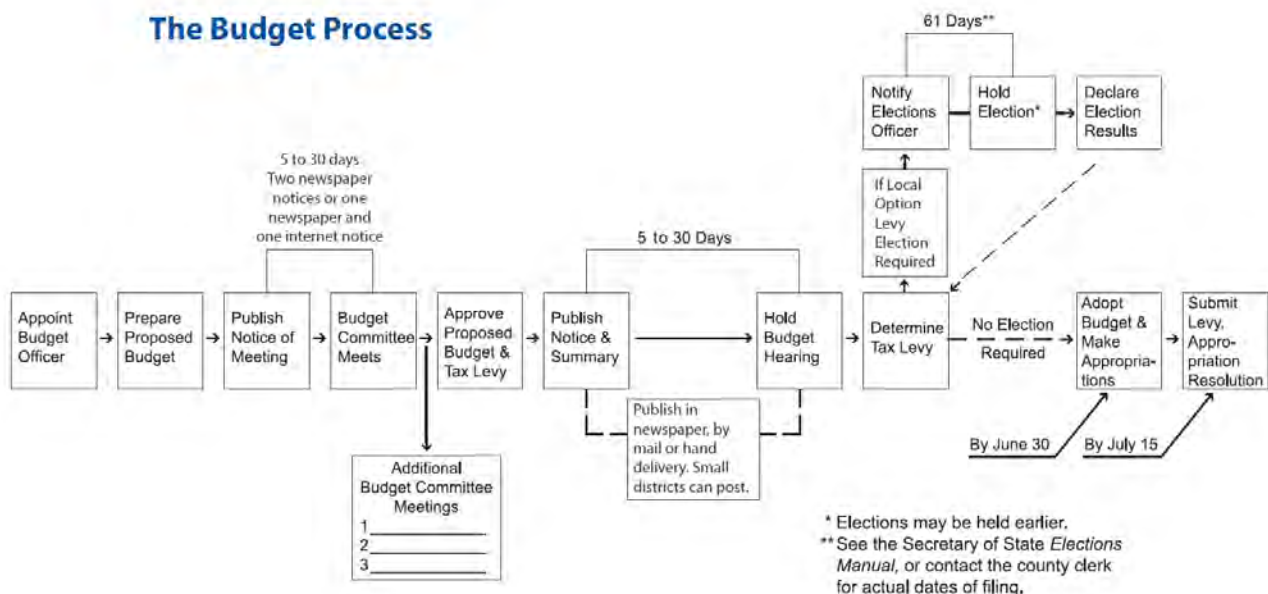 The Budget Process
61 Days**
Notify
Elections
Officer
Hold
Election*
Declare
Election
Results
5 to 30 days
Two newspaper
notices or one
newspaper and
one internet notice
If Local
Option
Levy
Election
Required
5 to 30 Days
Appoint
Budget
Officer
Prepare
Proposed
Budget
Publish
Notice of
Meeting
Budget
Committee
Meets
Approve
Proposed
Budget &
Tax Levy
Publish
Notice &
Summary
Hold
Budget
Hearing
Determine
Tax Levy
No Election
Required
Adopt
Budget &
Make
Appropria-
tions
Submit
Levy,
Appro-
priation
Resolution
Publish in
newspaper, by
mail or hand
delivery. Small
districts can post.
By June 30
By July 15
Additional
Budget Committee
Meetings
1
2
3
* Elections may be held earlier.
** See the Secretary of State Elections
Manual, or contact the county clerk
for actual dates of filing.